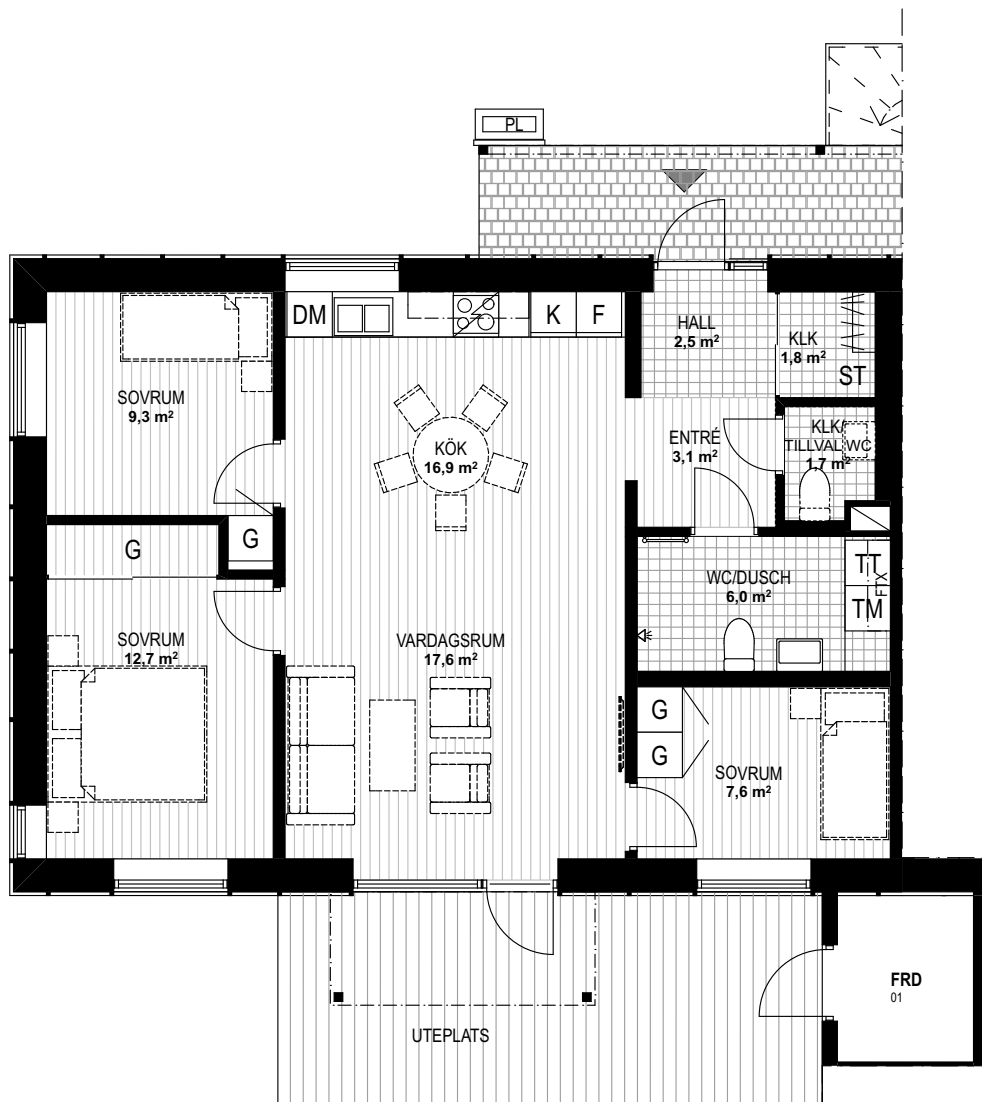 PL
DM
K
F
HALL
2,5 m²
KLK
1,8 m²
ST
SOVRUM
9,3 m²
KÖK
16,9 m²
ENTRÉ
3,1 m²
KLK/
TILLVAL WC
1,7 m²
G
G
WC/DUSCH
6,0 m²
TT
FTX
TM
SOVRUM
12,7 m²
VARDAGSRUM
17,6 m²
G
G
SOVRUM
7,6 m²
FRD
01
UTEPLATS